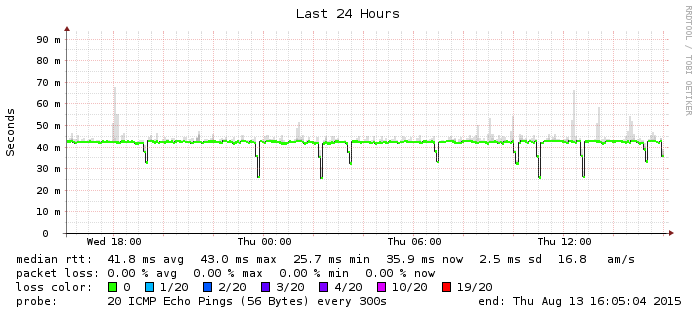 Last 24 Hours
RRDTOOL / TOBI OETIKER
Seconds
90 m
80 m
70 m
60 m
50 m
40 m
30 m
20 m
10 m
0
Wed 18:00 Thu 00:00 Thu 06:00 Thu 12:00
median rtt: 41.8 ms avg 43.0 ms max 25.7 ms min 35.9 ms now 2.5 ms sd 16.8 am/s
packet loss: 0.00 % avg 0.00 % max 0.00 % min 0.00 % now
loss color: 0 1/20 2/20 3/20 4/20 10/20 19/20
probe: 20 ICMP Echo Pings (56 Bytes) every 300s end: Thu Aug 13 16:05:04 2015